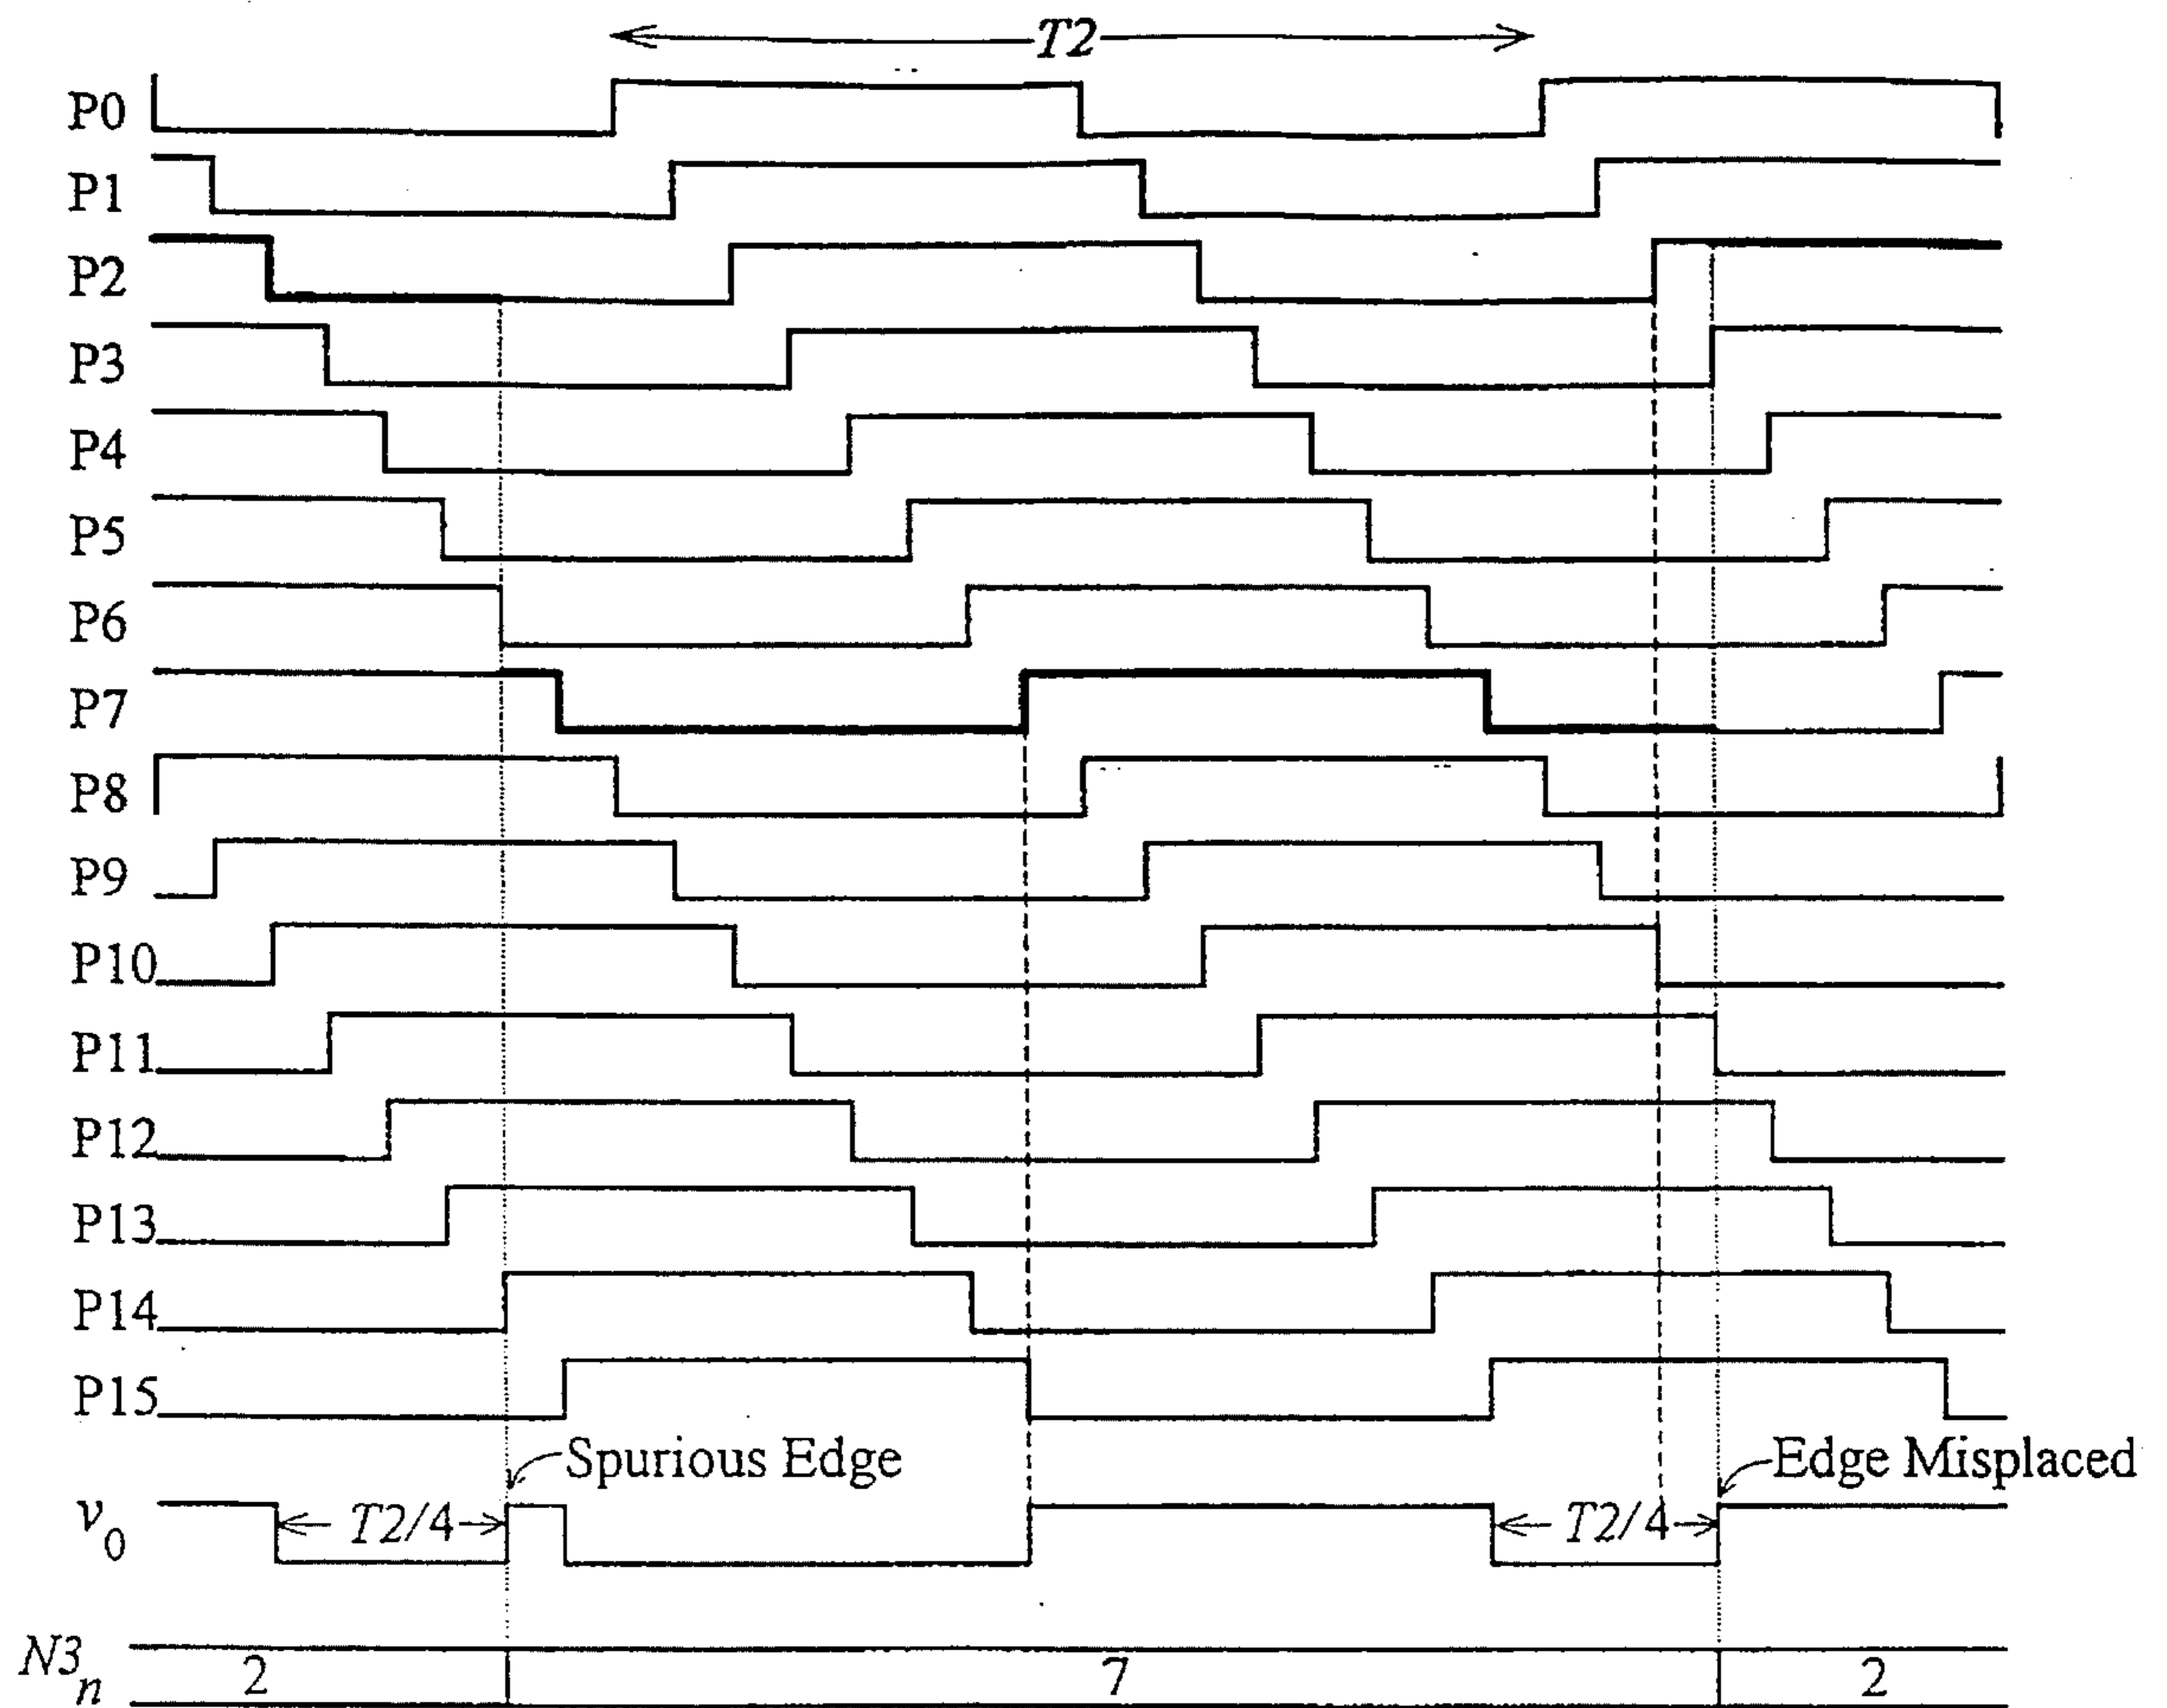 T2
P0
P1
P2
P3
P4
P5
P6
P7
P8
P9
P10
P11
P12
P13
P14
P15
Spurious Edge
Edge Misplaced
v0
T2/4
T2/4
N3n
2
7
2